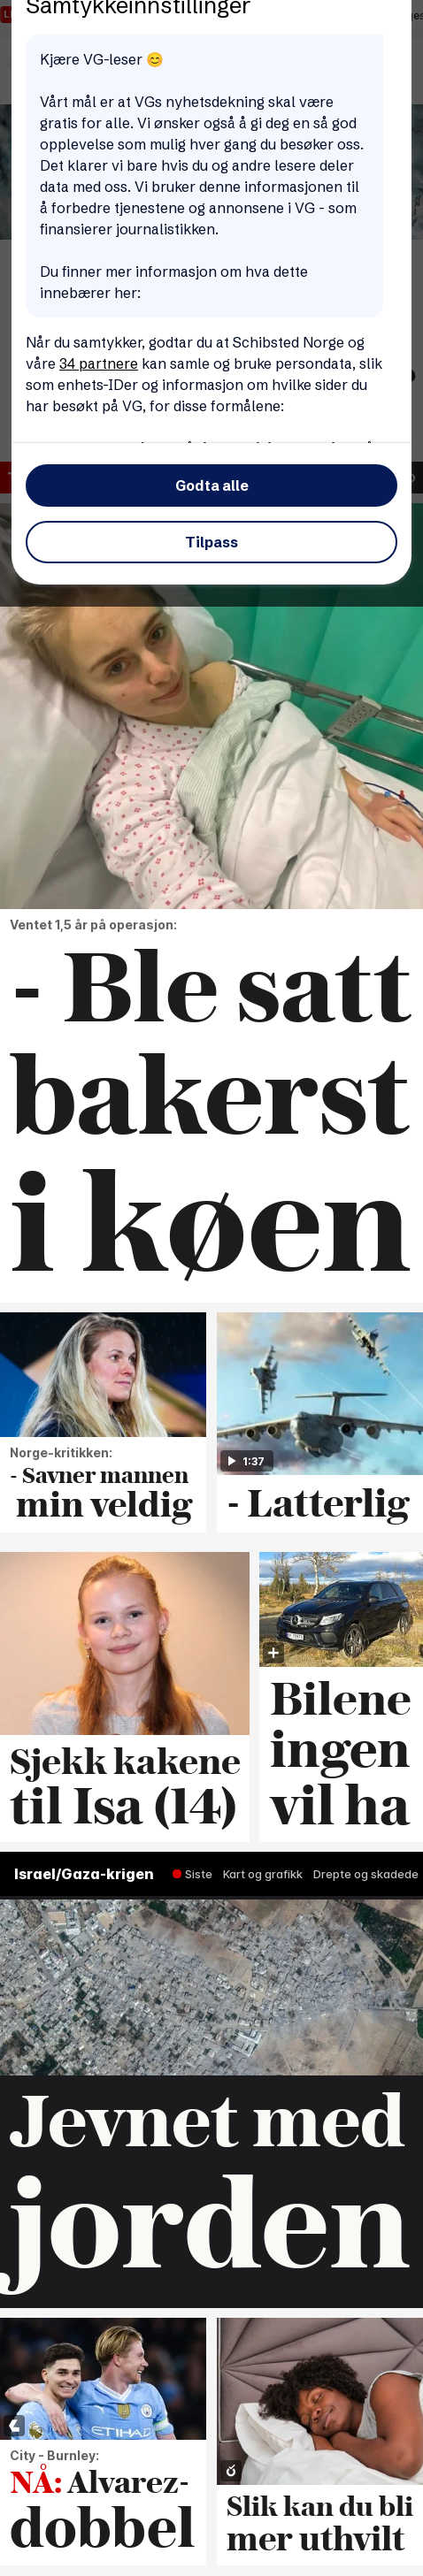 Samtykkeinnstillinger
Kjære VG-leser 😊
Vårt mål er at VGs nyhetsdekning skal være
gratis for alle. Vi ønsker også å gi deg en så god
opplevelse som mulig hver gang du besøker oss.
Det klarer vi bare hvis du og andre lesere deler
data med oss. Vi bruker denne informasjonen til
å forbedre tjenestene og annonsene i VG - som
finansierer journalistikken.
Du finner mer informasjon om hva dette
innebærer her:
Når du samtykker, godtar du at Schibsted Norge og
våre 34 partnere kan samle og bruke persondata, slik
som enhets-IDer og informasjon om hvilke sider du
har besøkt på VG, for disse formålene:
Godta alle
Tilpass
Ventet 1,5 år på operasjon:
- Ble satt
bakerst
i køen
Norge-kritikken:
- Savner mannen
min veldig
1:37
- Latterlig
Sjekk kakene
til Isa (14)
Bilene
ingen
vil ha
Israel/Gaza-krigen
Siste Kart og grafikk Drepte og skadede
Jevnet med
jorden
ETIHAD
City - Burnley:
NÅ: Alvarez-
dobbel
Slik kan du bli
mer uthvilt